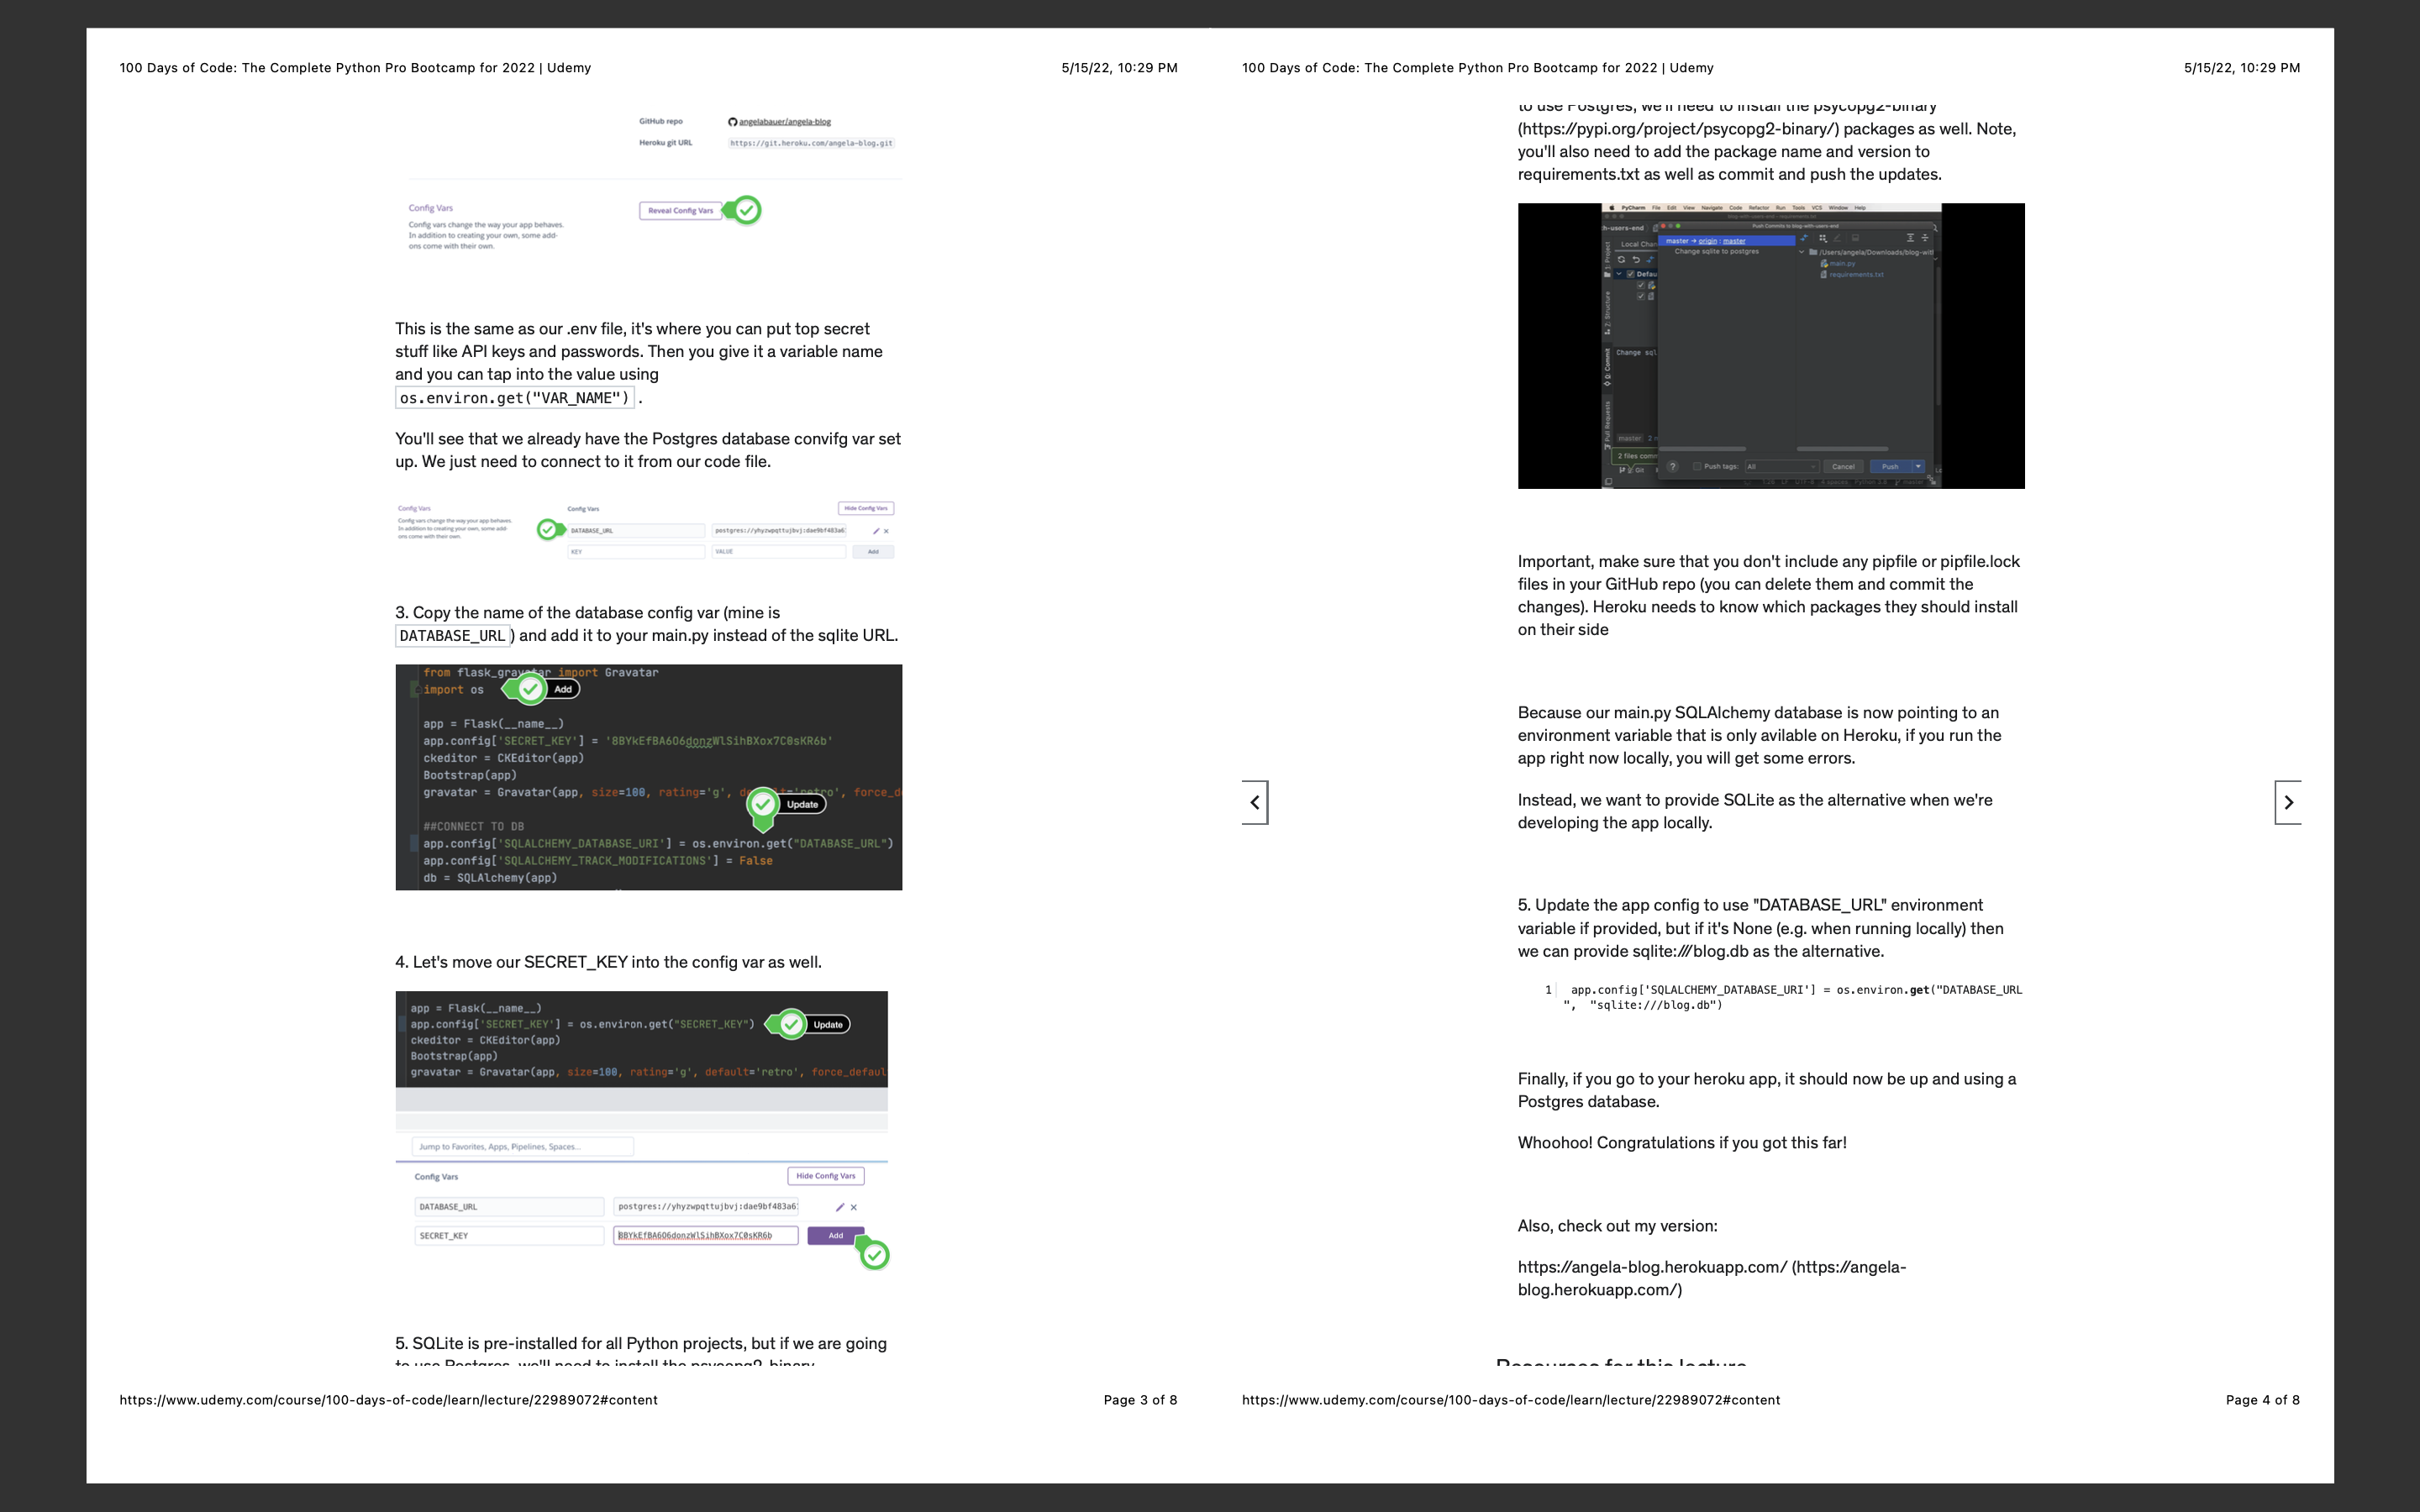 100 Days of Code: The Complete Python Pro Bootcamp for 2022 | Udemy
5/15/22, 10:29 PM
GitHub repo
angelabauer/angela-blog
Heroku git URL
https://git.heroku.com/angela-blog.git
Config Vars
Config vars change the way your app behaves.
In addition to creating your own, some add-
ons come with their own.
Reveal Config Vars
This is the same as our .env file, it's where you can put top secret
stuff like API keys and passwords. Then you give it a variable name
and you can tap into the value using
os.environ.get("VAR_NAME") .
You'll see that we already have the Postgres database convifg var set
up. We just need to connect to it from our code file.
Config Vars
Config vars change the way your app behaves.
In addition to creating your own, some add-
ons come with their own.
Config Vars
Hide Config Vars
DATABASE_URL
postgres://yhyzwpqttujbvj:dae9bf483a6
KEY
VALUE
Add
3. Copy the name of the database config var (mine is
DATABASE_URL ) and add it to your main.py instead of the sqlite URL.
from flask_gravatar import Gravatar
import os
Add
app = Flask(__name__)
app.config['SECRET_KEY'] = '8BYkEfBA6O6donzWlSihBXox7C0sKR6b'
ckeditor = CKEditor(app)
Bootstrap(app)
gravatar = Gravatar(app, size=100, rating='g', default='retro', force_d
Update
##CONNECT TO DB
app.config['SQLALCHEMY_DATABASE_URI'] = os.environ.get("DATABASE_URL")
app.config['SQLALCHEMY_TRACK_MODIFICATIONS'] = False
db = SQLAlchemy(app)
4. Let's move our SECRET_KEY into the config var as well.
app = Flask(__name__)
app.config['SECRET_KEY'] = os.environ.get("SECRET_KEY")
Update
ckeditor = CKEditor(app)
Bootstrap(app)
gravatar = Gravatar(app, size=100, rating='g', default='retro', force_defaul
Jump to Favorites, Apps, Pipelines, Spaces...
Config Vars
Hide Config Vars
DATABASE_URL
postgres://yhyzwpqttujbvj:dae9bf483a6
SECRET_KEY
8BYkEfBA6O6donzWlSihBXox7C0sKR6b
Add
5. SQLite is pre-installed for all Python projects, but if we are going
to use Postgres, we'll need to install the psycopg2-binary
https://www.udemy.com/course/100-days-of-code/learn/lecture/22989072#content
Page 3 of 8
100 Days of Code: The Complete Python Pro Bootcamp for 2022 | Udemy
5/15/22, 10:29 PM
to use Postgres, we'll need to install the psycopg2-binary
(https://pypi.org/project/psycopg2-binary/) packages as well. Note,
you'll also need to add the package name and version to
requirements.txt as well as commit and push the updates.
PyCharm File Edit View Navigate Code Refactor Run Tools VCS Window Help
Push Commits to blog-with-users-end
master → origin : master
Change sqlite to postgres
/Users/angela/Downloads/blog-with
main.py
requirements.txt
h-users-end
Local Chan
Defau
Change sql
master
2 files comm
Git
Push tags: All
Cancel
Push
Important, make sure that you don't include any pipfile or pipfile.lock
files in your GitHub repo (you can delete them and commit the
changes). Heroku needs to know which packages they should install
on their side
Because our main.py SQLAlchemy database is now pointing to an
environment variable that is only avilable on Heroku, if you run the
app right now locally, you will get some errors.
Instead, we want to provide SQLite as the alternative when we're
developing the app locally.
5. Update the app config to use "DATABASE_URL" environment
variable if provided, but if it's None (e.g. when running locally) then
we can provide sqlite:///blog.db as the alternative.
1 app.config['SQLALCHEMY_DATABASE_URI'] = os.environ.get("DATABASE_URL
", "sqlite:///blog.db")
Finally, if you go to your heroku app, it should now be up and using a
Postgres database.
Whoohoo! Congratulations if you got this far!
Also, check out my version:
https://angela-blog.herokuapp.com/ (https://angela-
blog.herokuapp.com/)
Resources for this lecture
https://www.udemy.com/course/100-days-of-code/learn/lecture/22989072#content
Page 4 of 8